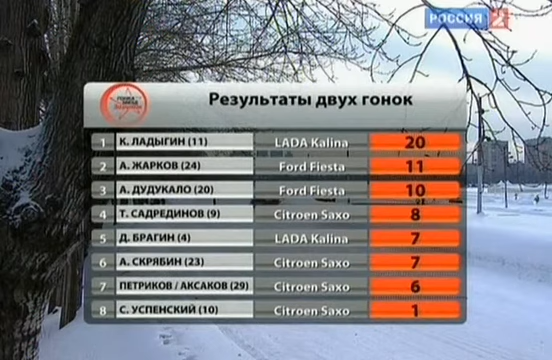 РОССИЯ 2
ГОНКА ЗВЕЗД
Результаты двух гонок
1 К. ЛАДЫГИН (11) LADA Kalina 20
2 А. ЖАРКОВ (24) Ford Fiesta 11
3 А. ДУДУКАЛО (20) Ford Fiesta 10
4 Т. САДРЕДИНОВ (9) Citroen Saxo 8
5 Д. БРАГИН (4) LADA Kalina 7
6 А. СКРЯБИН (23) Citroen Saxo 7
7 ПЕТРИКОВ / АКСАКОВ (29) Citroen Saxo 6
8 С. УСПЕНСКИЙ (10) Citroen Saxo 1